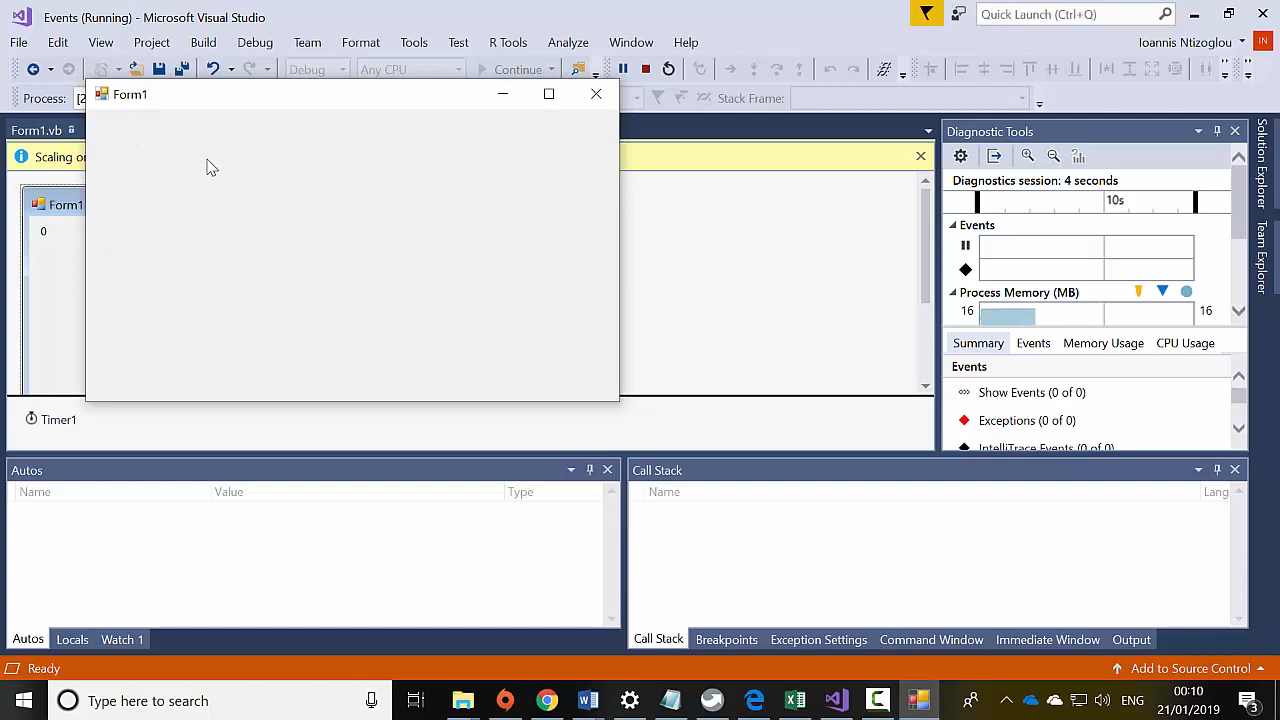 Events (Running) - Microsoft Visual Studio
Quick Launch (Ctrl+Q)
File Edit View Project Build Debug Team Format Tools Test R Tools Analyze Window Help
Ioannis Ntizoglou IN
Debug Any CPU Continue
Process: [2 Stack Frame:
Form1
Form1.vb
Scaling on
Form1
0
Timer1
Diagnostic Tools
Diagnostics session: 4 seconds
10s
Events
Process Memory (MB)
16 16
Summary Events Memory Usage CPU Usage
Events
Show Events (0 of 0)
Exceptions (0 of 0)
IntelliTrace Events (0 of 0)
Solution Explorer
Team Explorer
Autos
Name Value Type
Call Stack
Name Lang
Autos Locals Watch 1
Call Stack Breakpoints Exception Settings Command Window Immediate Window Output
Ready
Add to Source Control
Type here to search
ENG
00:10
21/01/2019
3